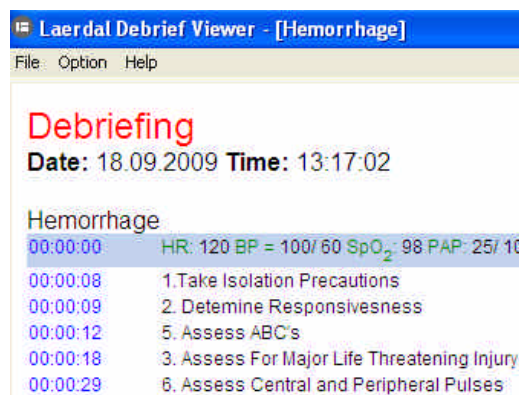 Laerdal Debrief Viewer - [Hemorrhage]
File Option Help
Debriefing
Date: 18.09.2009 Time: 13:17:02
Hemorrhage
00:00:00 HR: 120 BP = 100/ 60 SpO2: 98 PAP: 25/ 10
00:00:08 1.Take Isolation Precautions
00:00:09 2. Detemine Responsivesness
00:00:12 5. Assess ABC's
00:00:18 3. Assess For Major Life Threatening Injury
00:00:29 6. Assess Central and Peripheral Pulses